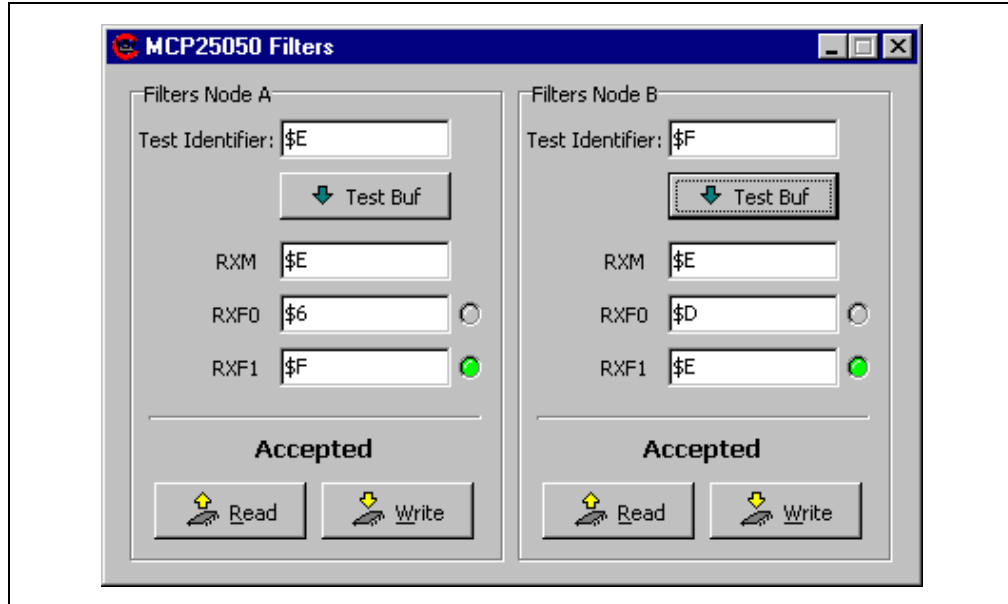 MCP25050 Filters
Filters Node A
Test Identifier: $E
Test Buf
RXM $E
RXF0 $6
RXF1 $F
Accepted
Read Write
Filters Node B
Test Identifier: $F
Test Buf
RXM $E
RXF0 $D
RXF1 $E
Accepted
Read Write